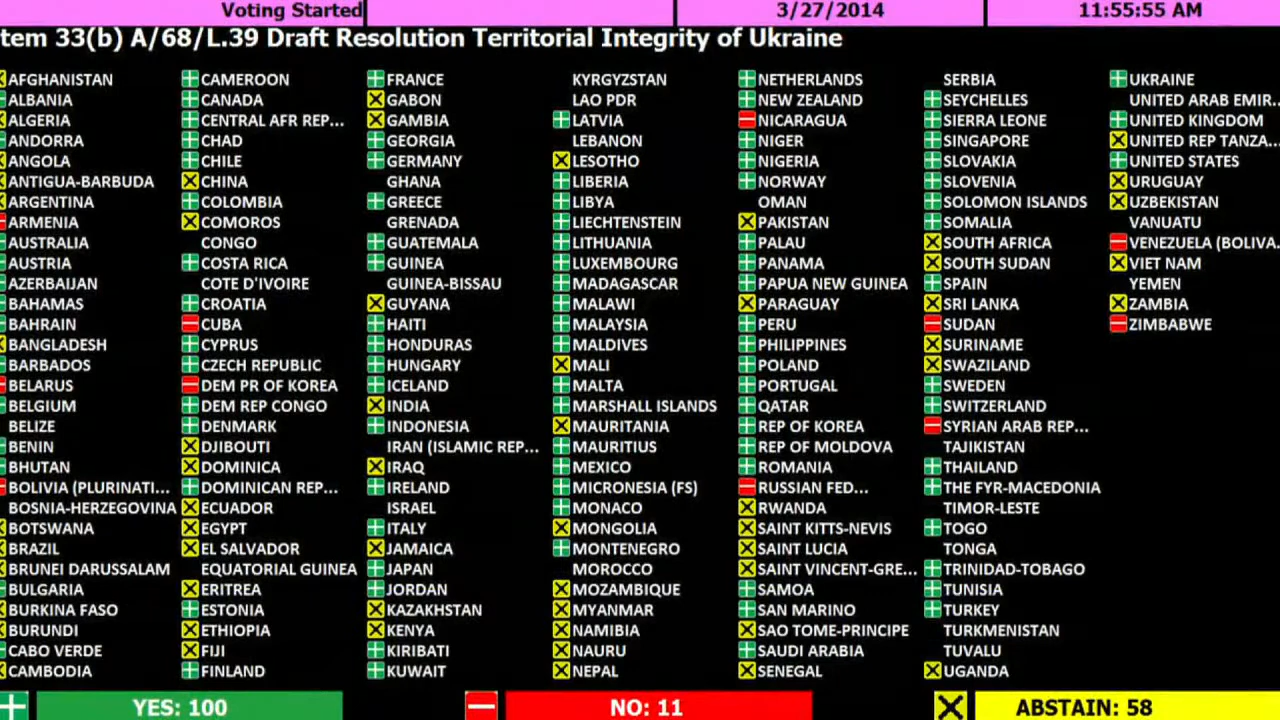 Voting Started 3/27/2014 11:55:55 AM
tem 33(b) A/68/L.39 Draft Resolution Territorial Integrity of Ukraine
AFGHANISTAN
ALBANIA
ALGERIA
ANDORRA
ANGOLA
ANTIGUA-BARBUDA
ARGENTINA
ARMENIA
AUSTRALIA
AUSTRIA
AZERBAIJAN
BAHAMAS
BAHRAIN
BANGLADESH
BARBADOS
BELARUS
BELGIUM
BELIZE
BENIN
BHUTAN
BOLIVIA (PLURINATI...
BOSNIA-HERZEGOVINA
BOTSWANA
BRAZIL
BRUNEI DARUSSALAM
BULGARIA
BURKINA FASO
BURUNDI
CABO VERDE
CAMBODIA
CAMEROON
CANADA
CENTRAL AFR REP...
CHAD
CHILE
CHINA
COLOMBIA
COMOROS
CONGO
COSTA RICA
COTE D'IVOIRE
CROATIA
CUBA
CYPRUS
CZECH REPUBLIC
DEM PR OF KOREA
DEM REP CONGO
DENMARK
DJIBOUTI
DOMINICA
DOMINICAN REP...
ECUADOR
EGYPT
EL SALVADOR
EQUATORIAL GUINEA
ERITREA
ESTONIA
ETHIOPIA
FIJI
FINLAND
FRANCE
GABON
GAMBIA
GEORGIA
GERMANY
GHANA
GREECE
GRENADA
GUATEMALA
GUINEA
GUINEA-BISSAU
GUYANA
HAITI
HONDURAS
HUNGARY
ICELAND
INDIA
INDONESIA
IRAN (ISLAMIC REP...
IRAQ
IRELAND
ISRAEL
ITALY
JAMAICA
JAPAN
JORDAN
KAZAKHSTAN
KENYA
KIRIBATI
KUWAIT
KYRGYZSTAN
LAO PDR
LATVIA
LEBANON
LESOTHO
LIBERIA
LIBYA
LIECHTENSTEIN
LITHUANIA
LUXEMBOURG
MADAGASCAR
MALAWI
MALAYSIA
MALDIVES
MALI
MALTA
MARSHALL ISLANDS
MAURITANIA
MAURITIUS
MEXICO
MICRONESIA (FS)
MONACO
MONGOLIA
MONTENEGRO
MOROCCO
MOZAMBIQUE
MYANMAR
NAMIBIA
NAURU
NEPAL
NETHERLANDS
NEW ZEALAND
NICARAGUA
NIGER
NIGERIA
NORWAY
OMAN
PAKISTAN
PALAU
PANAMA
PAPUA NEW GUINEA
PARAGUAY
PERU
PHILIPPINES
POLAND
PORTUGAL
QATAR
REP OF KOREA
REP OF MOLDOVA
ROMANIA
RUSSIAN FED...
RWANDA
SAINT KITTS-NEVIS
SAINT LUCIA
SAINT VINCENT-GRE...
SAMOA
SAN MARINO
SAO TOME-PRINCIPE
SAUDI ARABIA
SENEGAL
SERBIA
SEYCHELLES
SIERRA LEONE
SINGAPORE
SLOVAKIA
SLOVENIA
SOLOMON ISLANDS
SOMALIA
SOUTH AFRICA
SOUTH SUDAN
SPAIN
SRI LANKA
SUDAN
SURINAME
SWAZILAND
SWEDEN
SWITZERLAND
SYRIAN ARAB REP...
TAJIKISTAN
THAILAND
THE FYR-MACEDONIA
TIMOR-LESTE
TOGO
TONGA
TRINIDAD-TOBAGO
TUNISIA
TURKEY
TURKMENISTAN
TUVALU
UGANDA
UKRAINE
UNITED ARAB EMIR...
UNITED KINGDOM
UNITED REP TANZA...
UNITED STATES
URUGUAY
UZBEKISTAN
VANUATU
VENEZUELA (BOLIVA...
VIET NAM
YEMEN
ZAMBIA
ZIMBABWE
YES: 100 NO: 11 ABSTAIN: 58